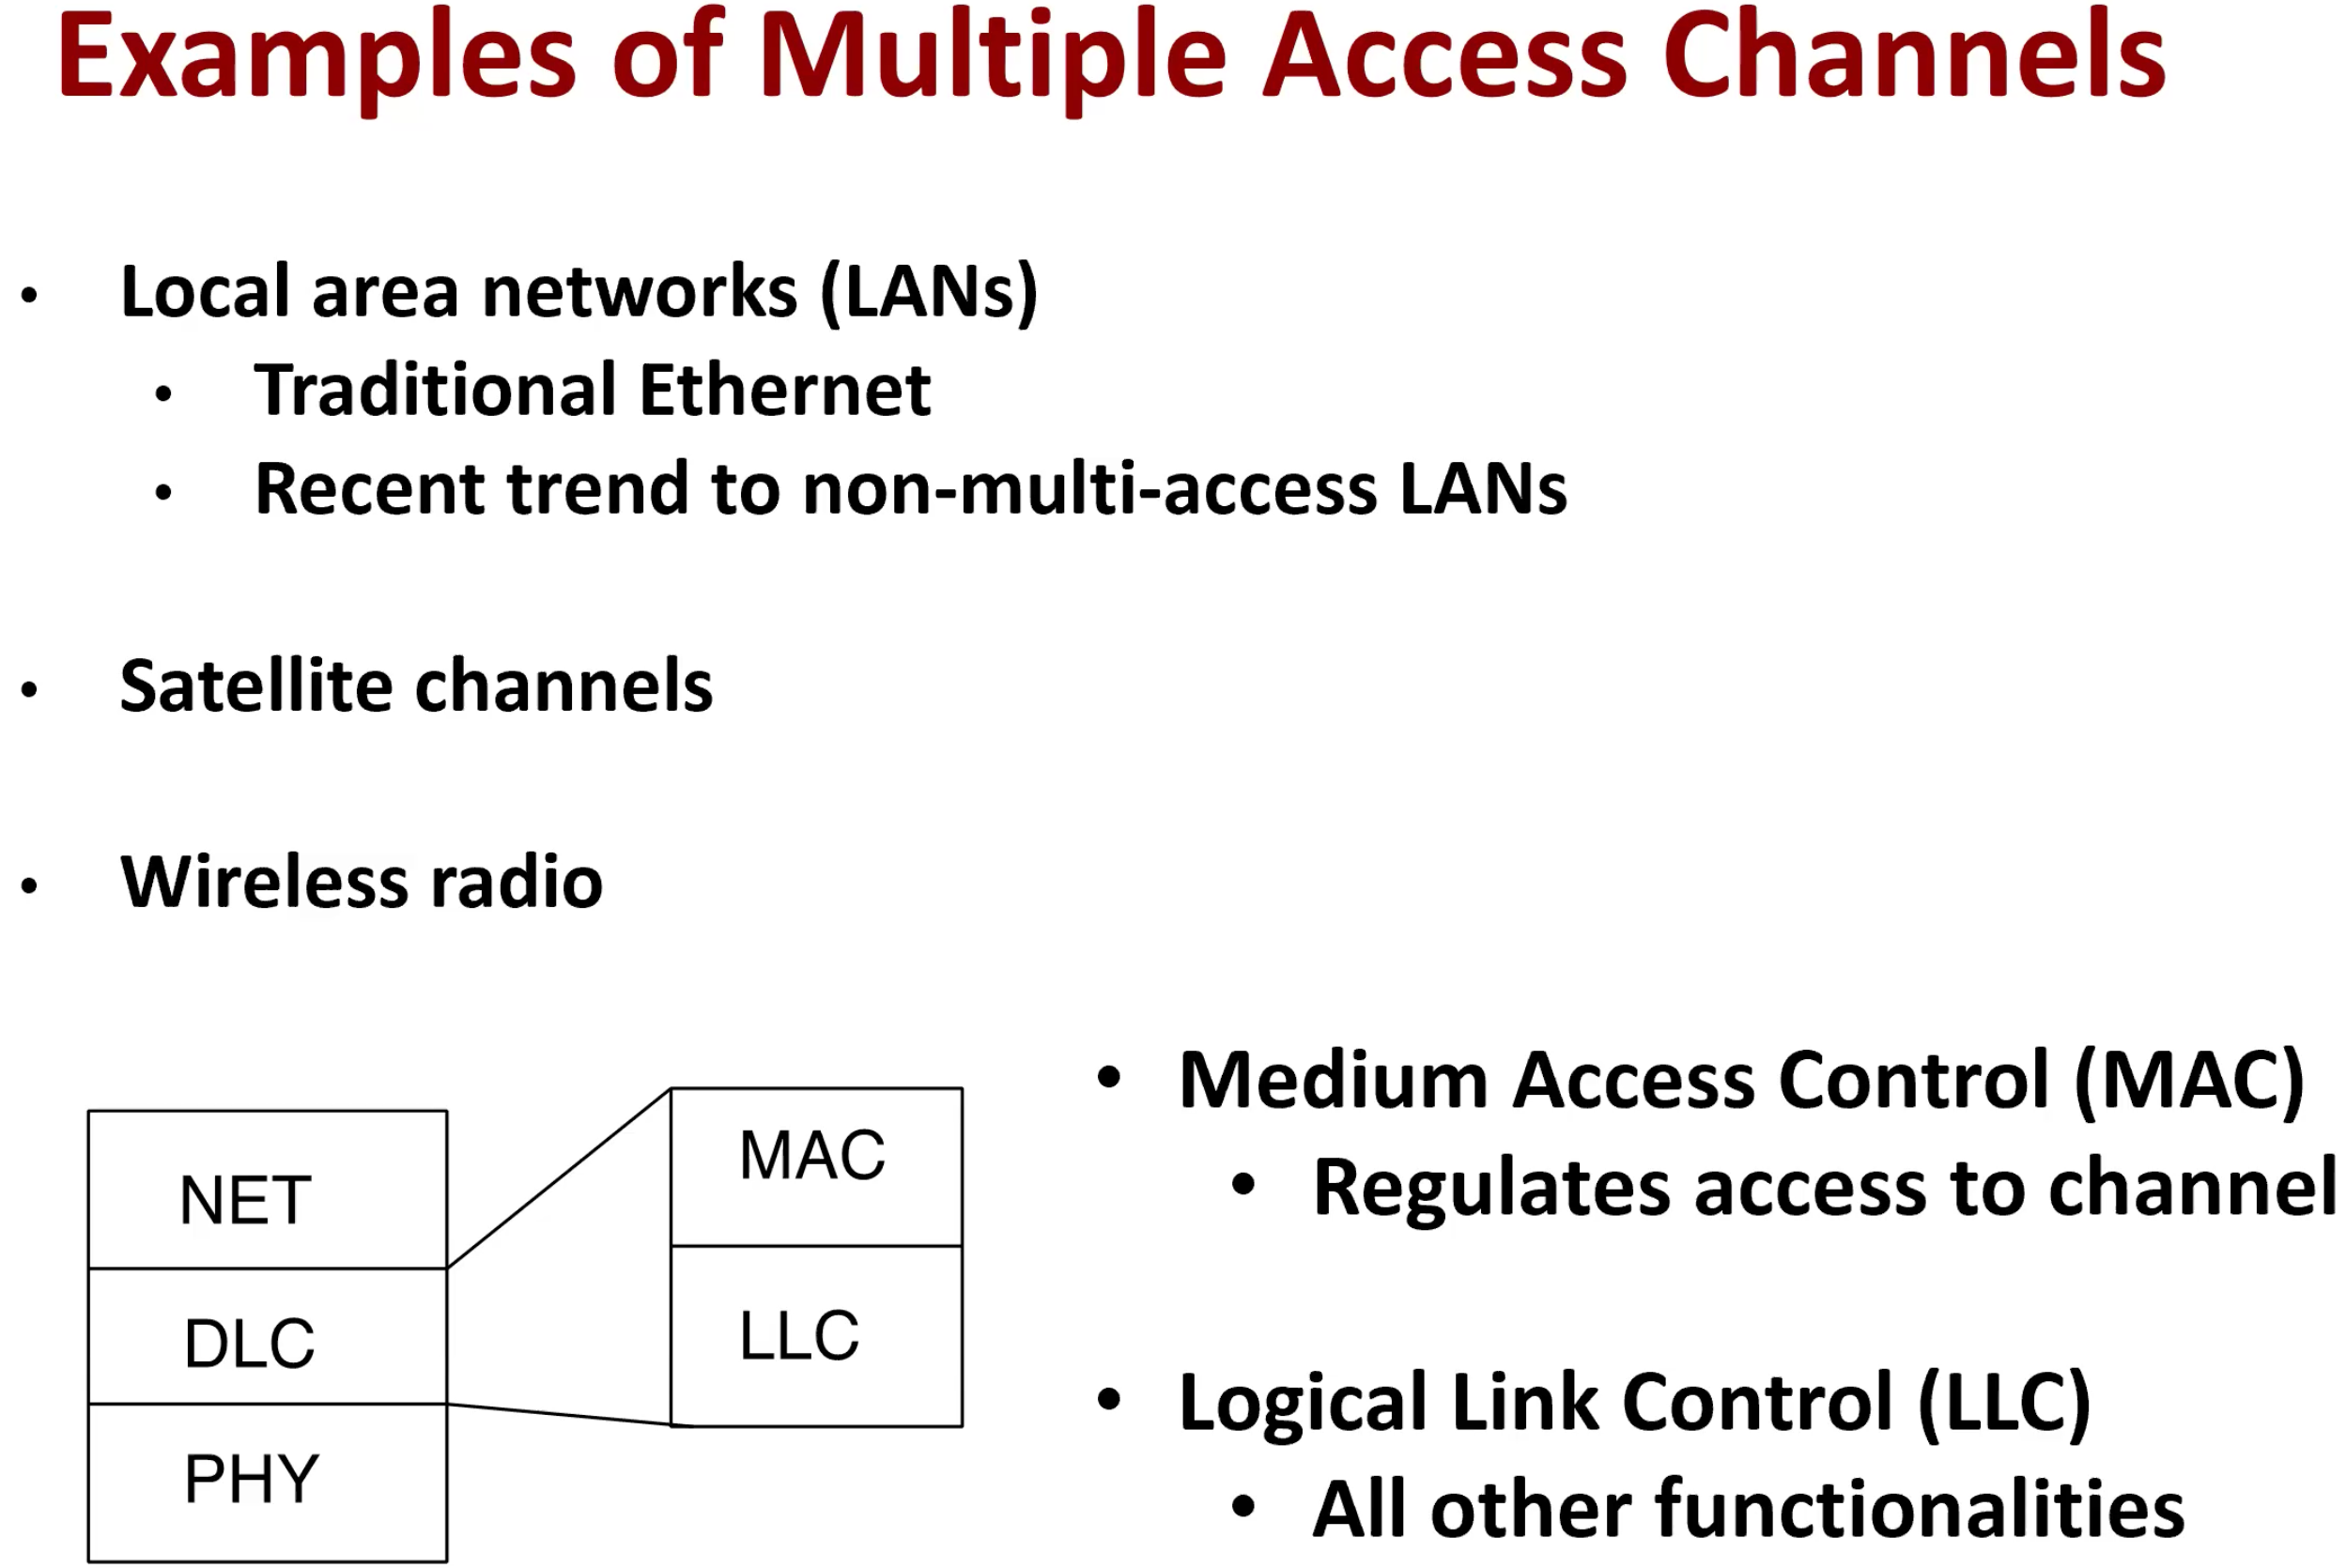 Examples of Multiple Access Channels
• Local area networks (LANs)
• Traditional Ethernet
• Recent trend to non-multi-access LANs
• Satellite channels
• Wireless radio
NET
DLC
PHY
MAC
LLC
• Medium Access Control (MAC)
• Regulates access to channel
• Logical Link Control (LLC)
• All other functionalities